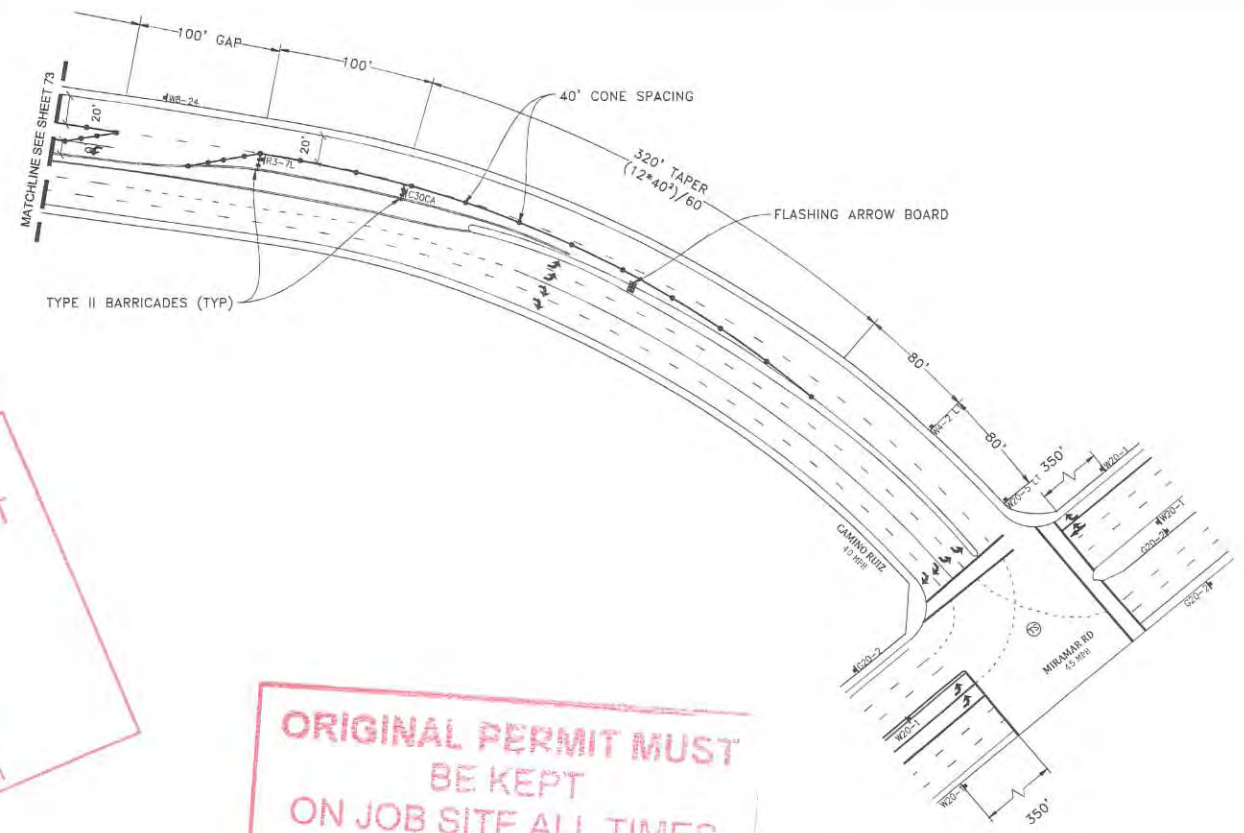 100' GAP
100'
40' CONE SPACING
320' TAPER
(12*40²)/60
FLASHING ARROW BOARD
MATCHLINE SEE SHEET 73
20'
W8-24
20'
R3-7L
C30CA
TYPE II BARRICADES (TYP)
80'
W4-2 LT
80'
W20-5 LT
350'
W20-1
W20-1
G20-2
G20-2
CAMINO RUIZ
40 MPH
TS
MIRAMAR RD
45 MPH
G20-2
W20-1
350'
ORIGINAL PERMIT MUST
BE KEPT
ON JOB SITE ALL TIMES